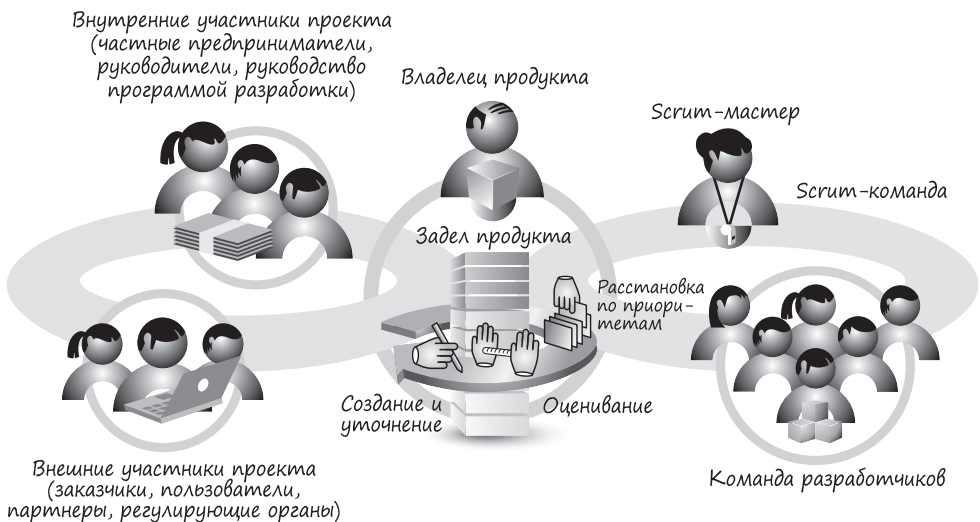 Внутренние участники проекта
(частные предприниматели,
руководители, руководство
программой разработки)
Владелец продукта
Scrum-мастер
Scrum-команда
Задел продукта
Расстановка
по приори-
тетам
Создание и
уточнение
Оценивание
Внешние участники проекта
(заказчики, пользователи,
партнеры, регулирующие органы)
Команда разработчиков